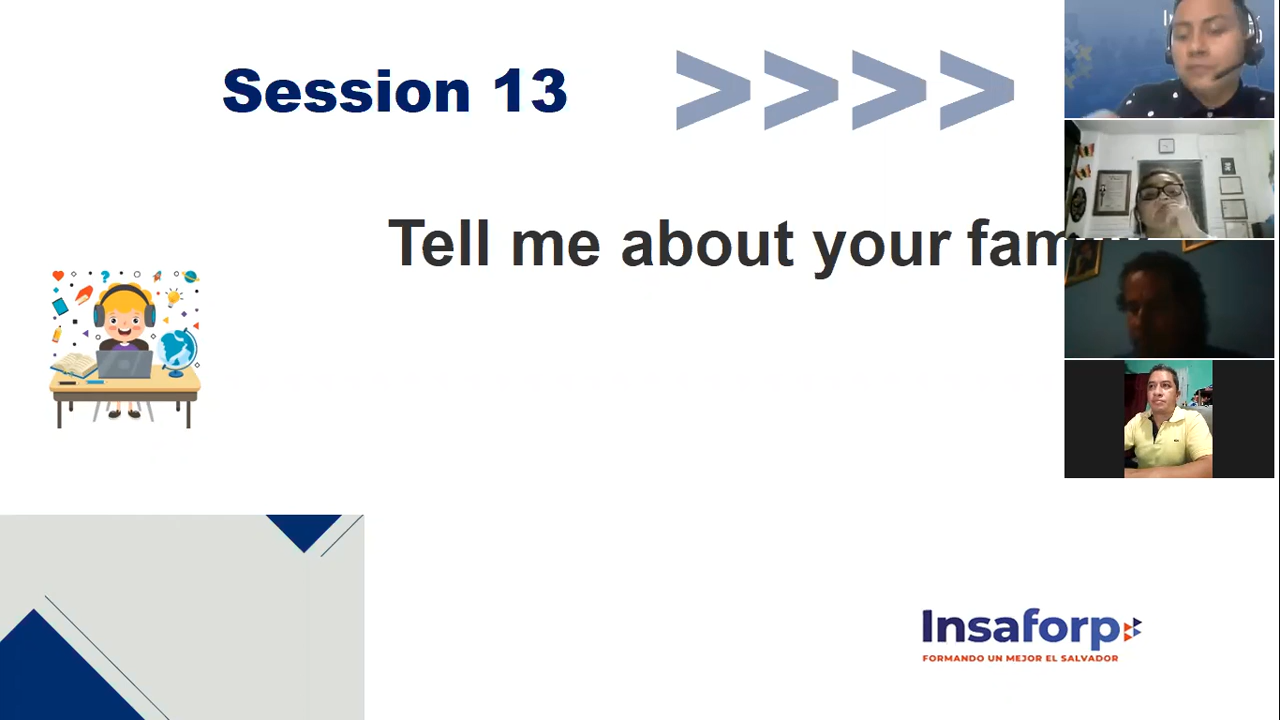 Session 13 >>>>
Tell me about your fam
Insaforp
FORMANDO UN MEJOR EL SALVADOR